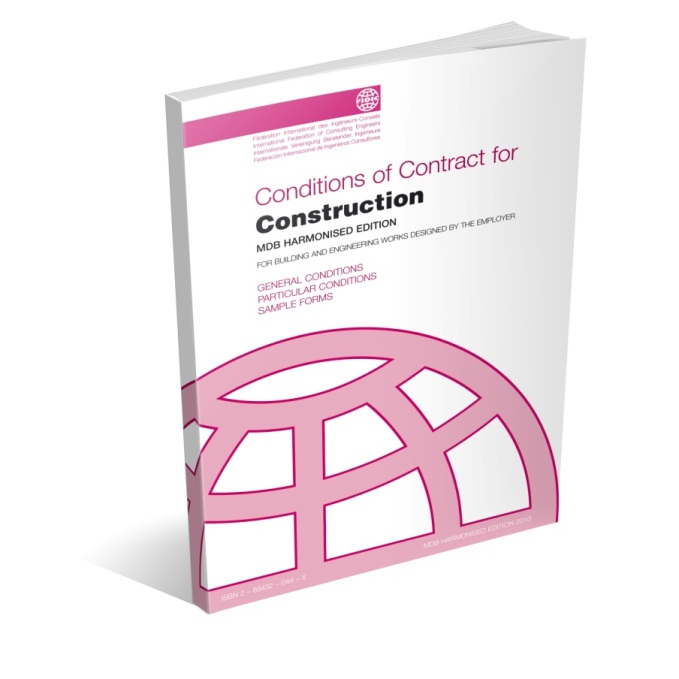 FIDIC
Fédération International des Ingénieurs-Conseils
International Federation of Consulting Engineers
Internationale Vereinigung Beratender Ingenieure
Federación Internacional de Ingenieros Consultores
Conditions of Contract for
Construction
MDB HARMONISED EDITION
FOR BUILDING AND ENGINEERING WORKS DESIGNED BY THE EMPLOYER
GENERAL CONDITIONS
PARTICULAR CONDITIONS
SAMPLE FORMS
MDB HARMONISED EDITION 2010
ISBN 2 – 88432 – 044 – X